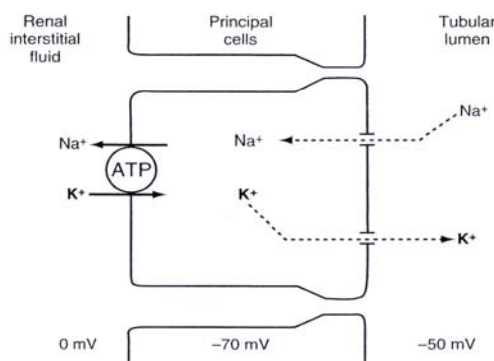 Renal
interstitial
fluid
Principal
cells
Tubular
lumen
Na⁺
Na⁺
Na⁺
ATP
K⁺
K⁺
K⁺
0 mV
−70 mV
−50 mV